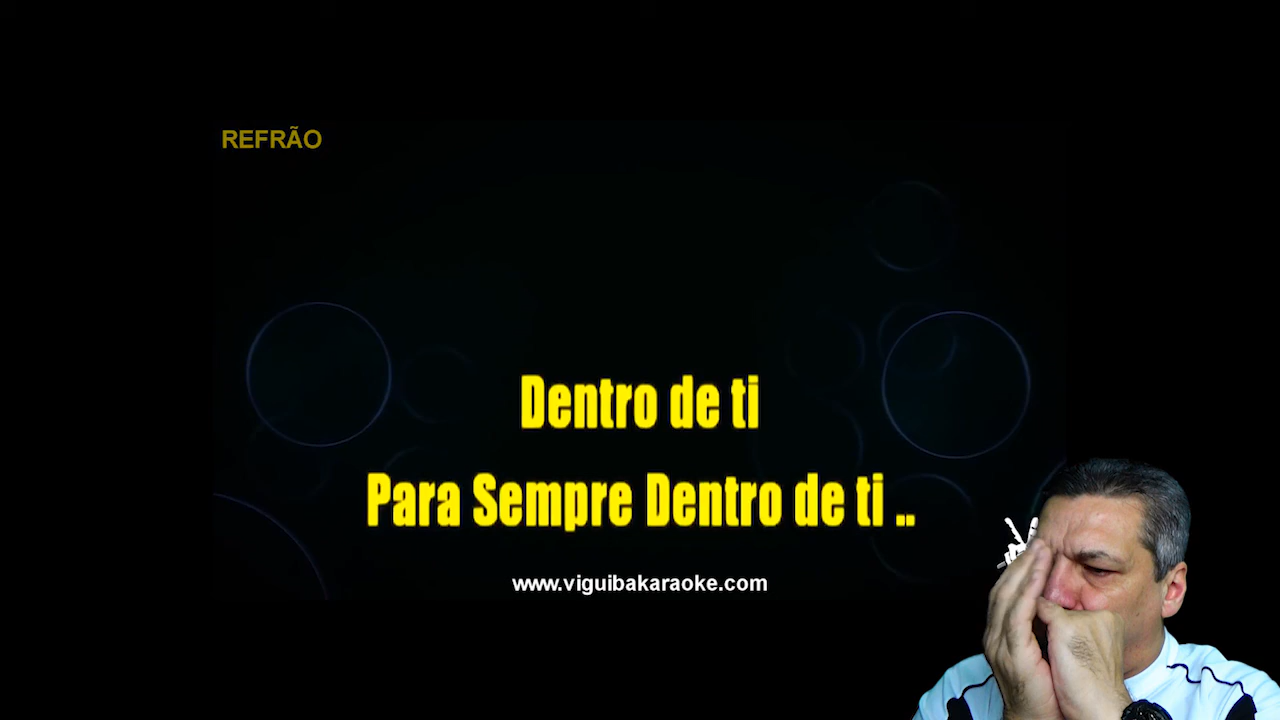 REFRÃO
Dentro de ti
Para Sempre Dentro de ti ..
www.viguibakaraoke.com